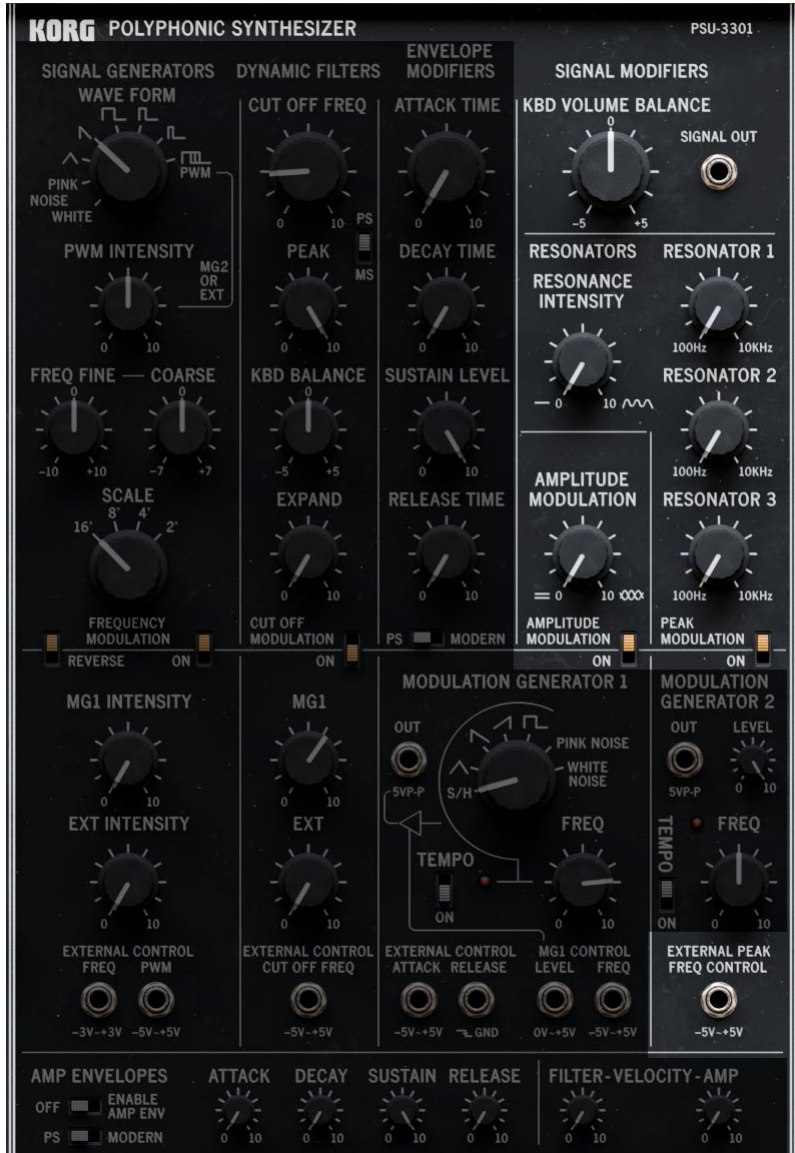 KORG POLYPHONIC SYNTHESIZER PSU-3301
SIGNAL GENERATORS
WAVE FORM
PWM
PINK
NOISE
WHITE
PWM INTENSITY
MG2
OR
EXT
0 10
FREQ FINE — COARSE
0 0
-10 +10 -7 +7
SCALE
16' 8' 4' 2'
FREQUENCY
MODULATION
REVERSE ON
DYNAMIC FILTERS
CUT OFF FREQ
0 10
PS
MS
PEAK
0 10
KBD BALANCE
0
-5 +5
EXPAND
0 10
CUT OFF
MODULATION
ON
ENVELOPE
MODIFIERS
ATTACK TIME
0 10
DECAY TIME
0 10
SUSTAIN LEVEL
0 10
RELEASE TIME
0 10
PS MODERN
SIGNAL MODIFIERS
KBD VOLUME BALANCE
0
-5 +5
SIGNAL OUT
RESONATORS
RESONANCE
INTENSITY
0 10
AMPLITUDE
MODULATION
0 10
AMPLITUDE
MODULATION
ON
RESONATOR 1
100Hz 10KHz
RESONATOR 2
100Hz 10KHz
RESONATOR 3
100Hz 10KHz
PEAK
MODULATION
ON
MG1 INTENSITY
0 10
EXT INTENSITY
0 10
EXTERNAL CONTROL
FREQ PWM
-3V~+3V -5V~+5V
MG1
0 10
EXT
0 10
EXTERNAL CONTROL
CUT OFF FREQ
-5V~+5V
MODULATION GENERATOR 1
OUT
5VP-P
S/H
PINK NOISE
WHITE
NOISE
TEMPO
ON
FREQ
0 10
EXTERNAL CONTROL
ATTACK RELEASE
-5V~+5V GND
MG1 CONTROL
LEVEL FREQ
0V~+5V -5V~+5V
MODULATION
GENERATOR 2
OUT LEVEL
5VP-P 0 10
TEMPO
ON
FREQ
0 10
EXTERNAL PEAK
FREQ CONTROL
-5V~+5V
AMP ENVELOPES
OFF ENABLE
AMP ENV
PS MODERN
ATTACK DECAY SUSTAIN RELEASE
0 10 0 10 0 10 0 10
FILTER-VELOCITY-AMP
0 10 0 10